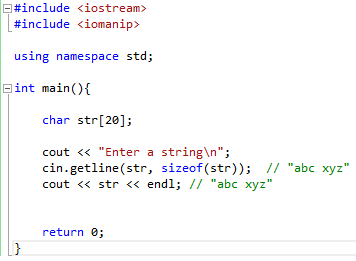 #include <iostream>
#include <iomanip>
using namespace std;
int main(){
char str[20];
cout << "Enter a string\n";
cin.getline(str, sizeof(str));  // "abc xyz"
cout << str << endl; // "abc xyz"
return 0;
}